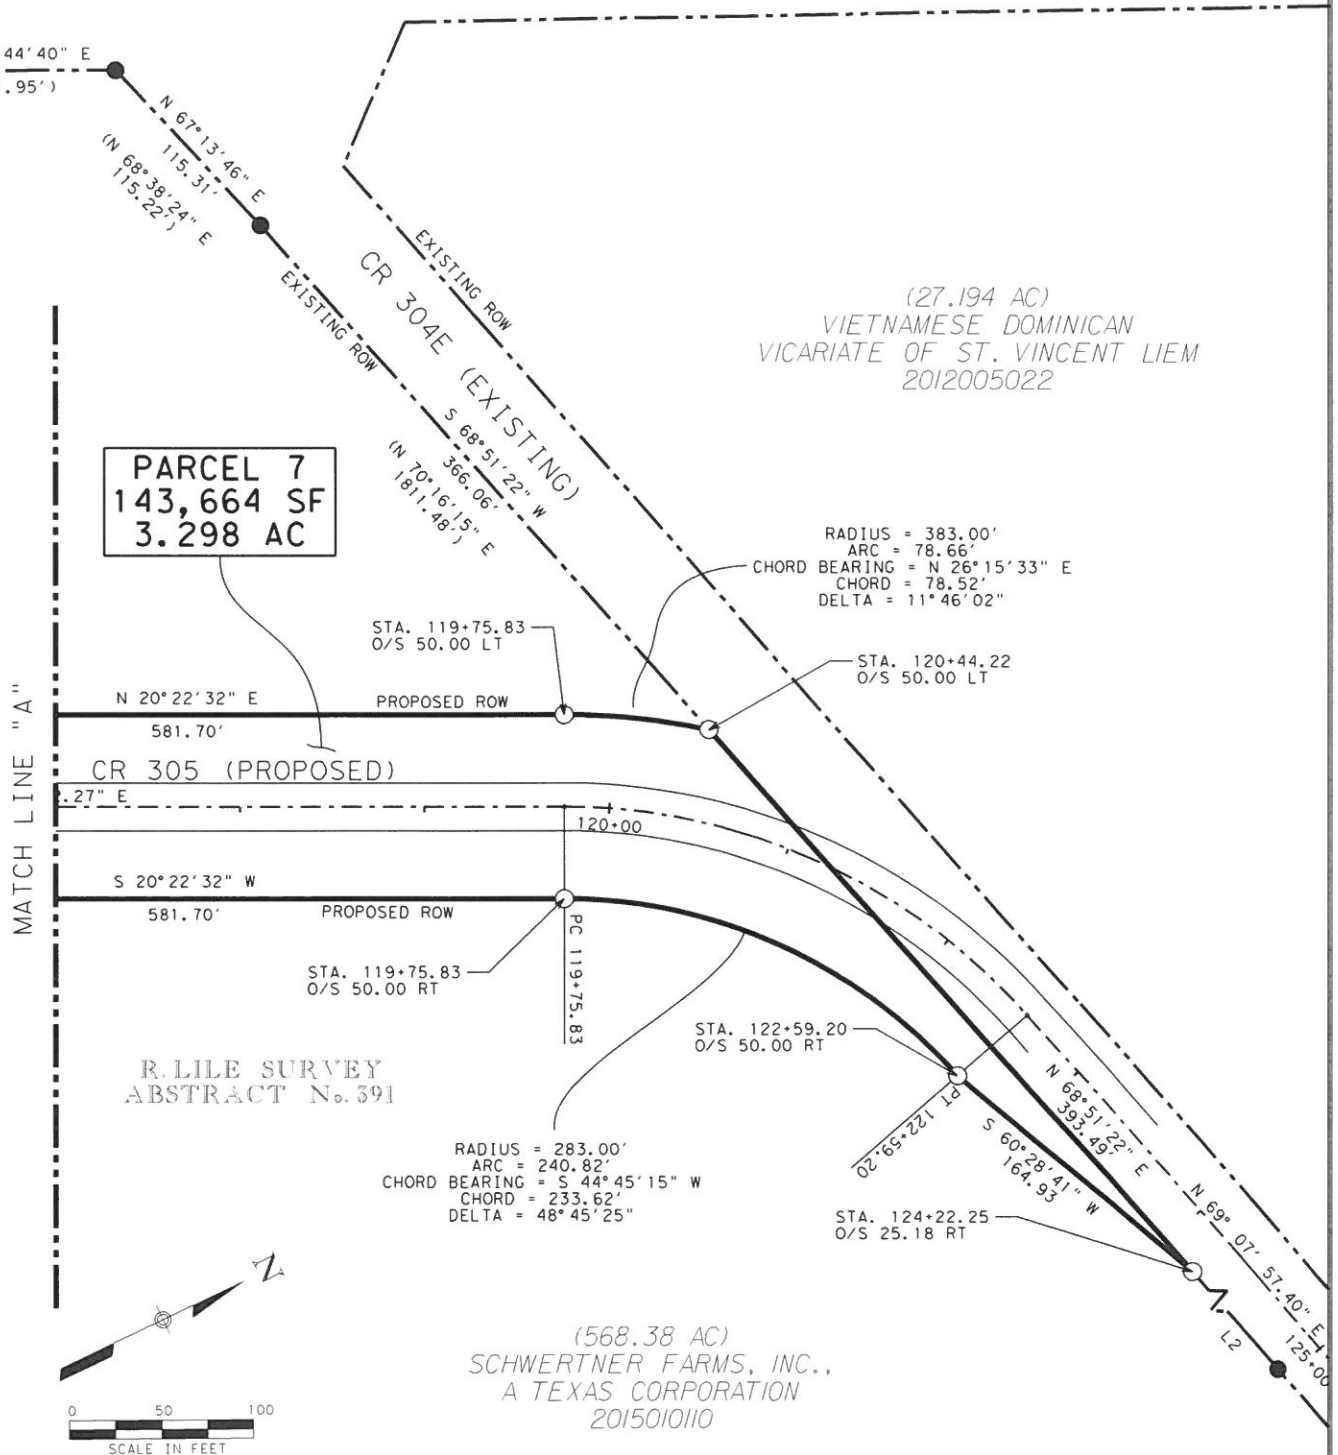 44'40" E
.95')
N 67°13'46" E
115.31'
(N 68°38'24" E
115.22')
EXISTING ROW
CR 304E (EXISTING)
EXISTING ROW
(27.194 AC)
VIETNAMESE DOMINICAN
VICARIATE OF ST. VINCENT LIEM
2012005022
S 68°51'22" W
366.06'
(N 70°16'15" E
1811.48')
PARCEL 7
143,664 SF
3.298 AC
RADIUS = 383.00'
ARC = 78.66'
CHORD BEARING = N 26°15'33" E
CHORD = 78.52'
DELTA = 11°46'02"
STA. 119+75.83
O/S 50.00 LT
STA. 120+44.22
O/S 50.00 LT
MATCH LINE "A"
N 20°22'32" E
PROPOSED ROW
581.70'
CR 305 (PROPOSED)
.27" E
120+00
S 20°22'32" W
581.70'
PROPOSED ROW
PC 119+75.83
STA. 119+75.83
O/S 50.00 RT
STA. 122+59.20
O/S 50.00 RT
R. LILE SURVEY
ABSTRACT No. 391
PT 122+59.20
N 68°51'22" E
393.49'
S 60°28'41" W
164.93
RADIUS = 283.00'
ARC = 240.82'
CHORD BEARING = S 44°45'15" W
CHORD = 233.62'
DELTA = 48°45'25"
STA. 124+22.25
O/S 25.18 RT
N 69° 07' 57.40" E
125+00
L2
N
(568.38 AC)
SCHWERTNER FARMS, INC.,
A TEXAS CORPORATION
2015010110
0 50 100
SCALE IN FEET